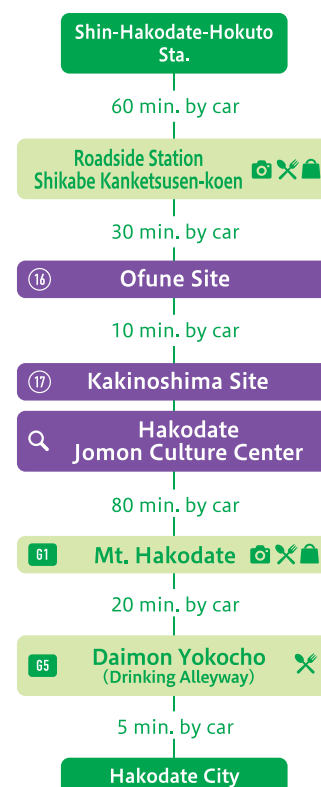 Shin-Hakodate-Hokuto
Sta.
60 min. by car
Roadside Station
Shikabe Kanketsusen-koen
30 min. by car
16 Ofune Site
10 min. by car
17 Kakinoshima Site
Hakodate
Jomon Culture Center
80 min. by car
G1 Mt. Hakodate
20 min. by car
G5 Daimon Yokocho
(Drinking Alleyway)
5 min. by car
Hakodate City